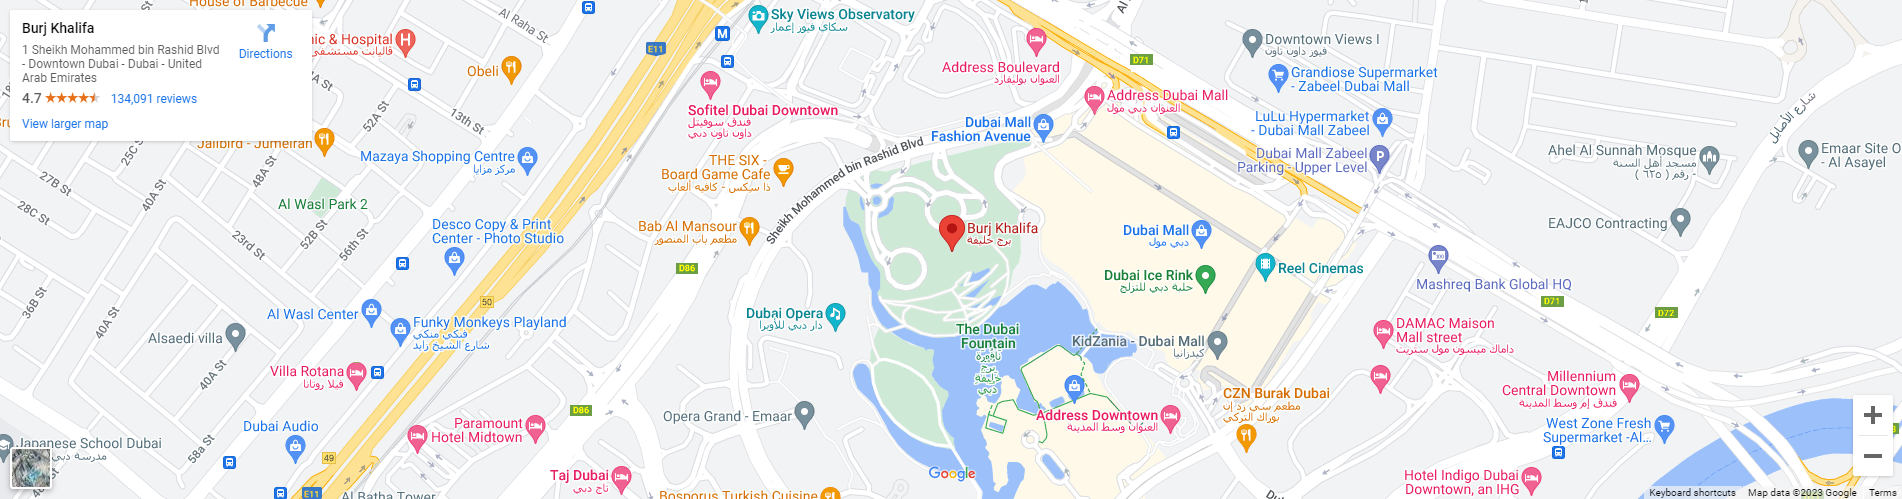 Burj Khalifa
1 Sheikh Mohammed bin Rashid Blvd
- Downtown Dubai - Dubai - United
Arab Emirates
4.7
134,091 reviews
View larger map
Directions
House of Barbecue
Al Raha St
Sky Views Observatory
سكاي فيوز إعمار
E11
M
Obeli
& Hospital
H
Sofitel Dubai Downtown
فندق سوفيتل
داون تاون دبي
Address Boulevard
العنوان بوليفارد
D71
Downtown Views I
فيوز داون تاون
Grandiose Supermarket
- Zabeel Dubai Mall
Address Dubai Mall
العنوان دبي مول
LuLu Hypermarket
- Dubai Mall Zabeel
Dubai Mall
Fashion Avenue
Dubai Mall Zabeel
Parking - Upper Level
P
شارع الأصايل
Ahel Al Sunnah Mosque
مسجد أهل السنة
- رقم (٦٢٥)
Emaar Site O
- Al Asayel
52A St
13th St
Jailbird - Jumeirah
Mazaya Shopping Centre
مركز مزايا
THE SIX -
Board Game Cafe
ذا سيكس - كافيه العاب
Sheikh Mohammed bin Rashid Blvd
25C St
27B St
28C St
48A St
Al Wasl Park 2
52B St
56th St
23rd St
Desco Copy & Print
Center - Photo Studio
Bab Al Mansour
مطعم باب المنصور
Burj Khalifa
برج خليفة
Dubai Mall
دبي مول
EAJCO Contracting
D86
Dubai Ice Rink
حلبة دبي للتزلج
Reel Cinemas
Mashreq Bank Global HQ
D71
D72
36B St
40A St
50
Al Wasl Center
Funky Monkeys Playland
فنكي منكي
شارع الشيخ زايد
Dubai Opera
دار دبي للأوبرا
The Dubai
Fountain
نافورة
برج
خليفة
دبي
KidZania - Dubai Mall
كيدزانيا
DAMAC Maison
Mall street
داماك ميسون مول ستريت
Alsaedi villa
40A St
Villa Rotana
فيلا روتانا
D86
Opera Grand - Emaar
Address Downtown
العنوان وسط المدينة
CZN Burak Dubai
مطعم سي زد إن
بوراك التركي
Millennium
Central Downtown
فندق إم وسط المدينة
Paramount
Hotel Midtown
Dubai Audio
58a St
Japanese School Dubai
49
E11
Al Batha Tower
Taj Dubai
تاج دبي
Bosporus Turkish Cuisine
Google
West Zone Fresh
Supermarket -Al...
Hotel Indigo Dubai
Downtown, an IHG
Keyboard shortcuts
Map data ©2023 Google
Terms